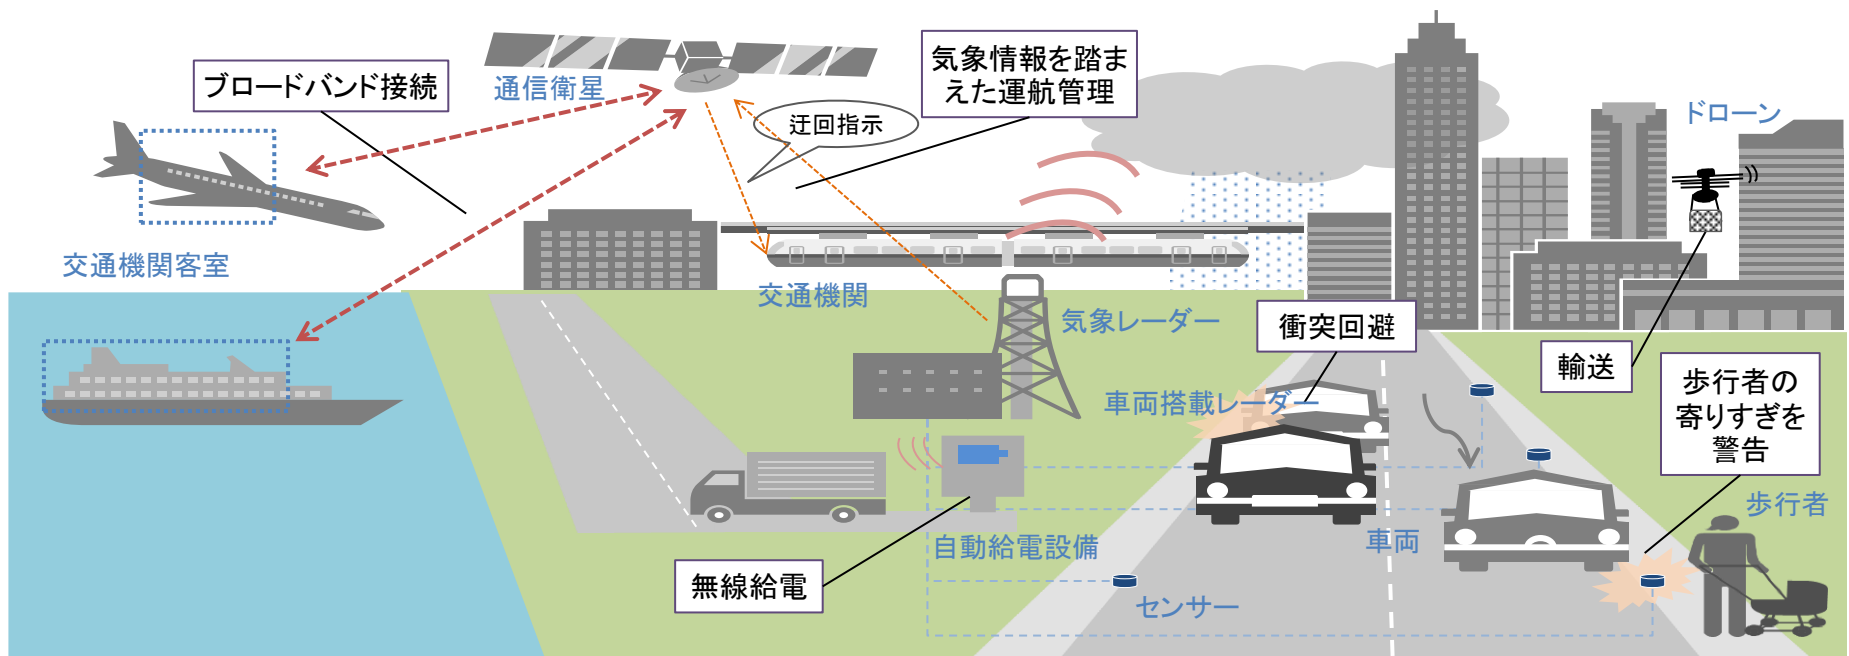 ブロードバンド接続
通信衛星
気象情報を踏ま
えた運航管理
迂回指示
ドローン
交通機関客室
交通機関
気象レーダー
衝突回避
輸送
歩行者の
寄りすぎを
警告
車両搭載レーダー
歩行者
自動給電設備
車両
無線給電
センサー